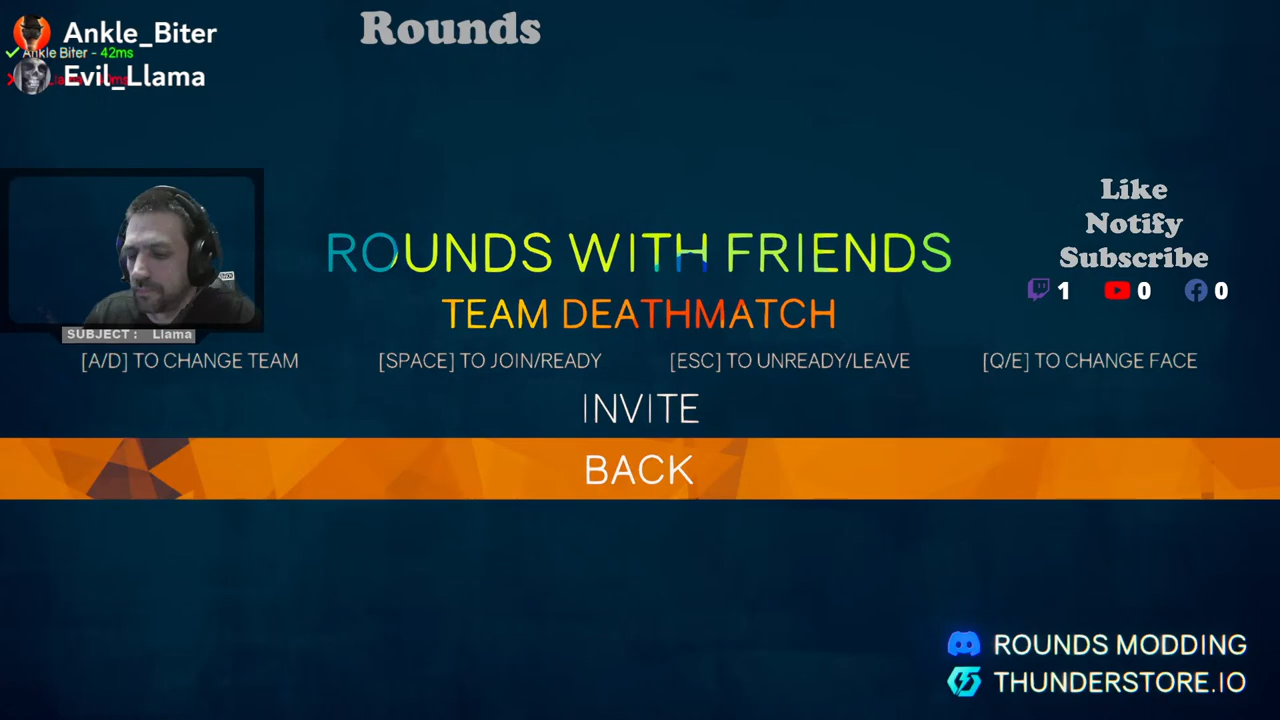 Ankle_Biter
Rounds
Ankle Biter - 42ms
Evil_Llama
Like
Notify
Subscribe
1 0 0
ROUNDS WITH FRIENDS
TEAM DEATHMATCH
SUBJECT : Llama
[A/D] TO CHANGE TEAM [SPACE] TO JOIN/READY [ESC] TO UNREADY/LEAVE [Q/E] TO CHANGE FACE
INVITE
BACK
ROUNDS MODDING
THUNDERSTORE.IO